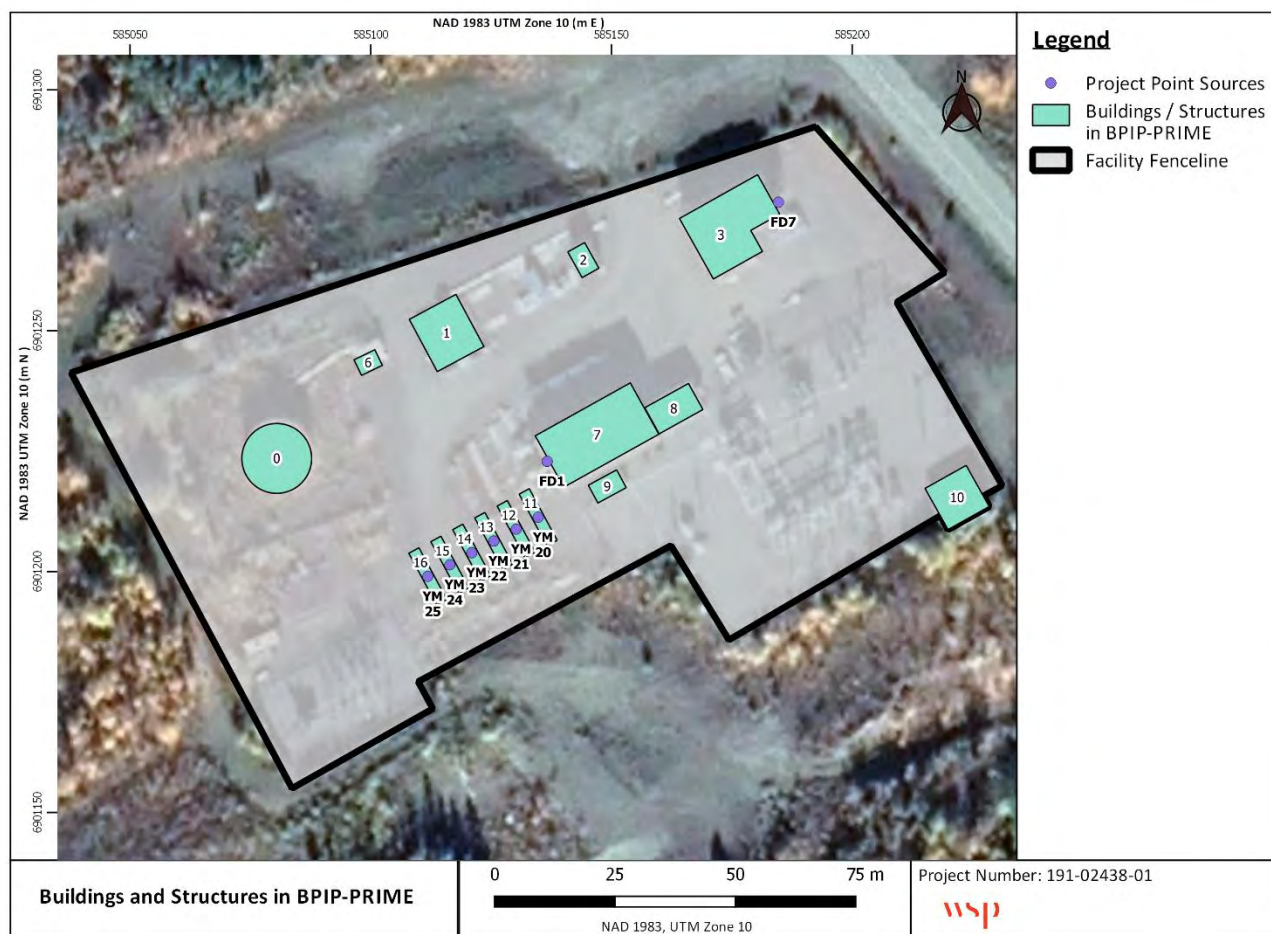 NAD 1983 UTM Zone 10 (m E )
585050
585100
585150
585200
NAD 1983 UTM Zone 10 (m N)
6901300
6901250
6901200
6901150
N
Legend
Project Point Sources
Buildings / Structures
in BPIP-PRIME
Facility Fenceline
3
FD7
2
1
6
0
7
8
FD1
9
10
11
12
13
14
15
16
YM
-20
YM
-21
YM
-22
YM
-23
YM
-24
YM
25
Buildings and Structures in BPIP-PRIME
0 25 50 75 m
NAD 1983, UTM Zone 10
Project Number: 191-02438-01
wsp